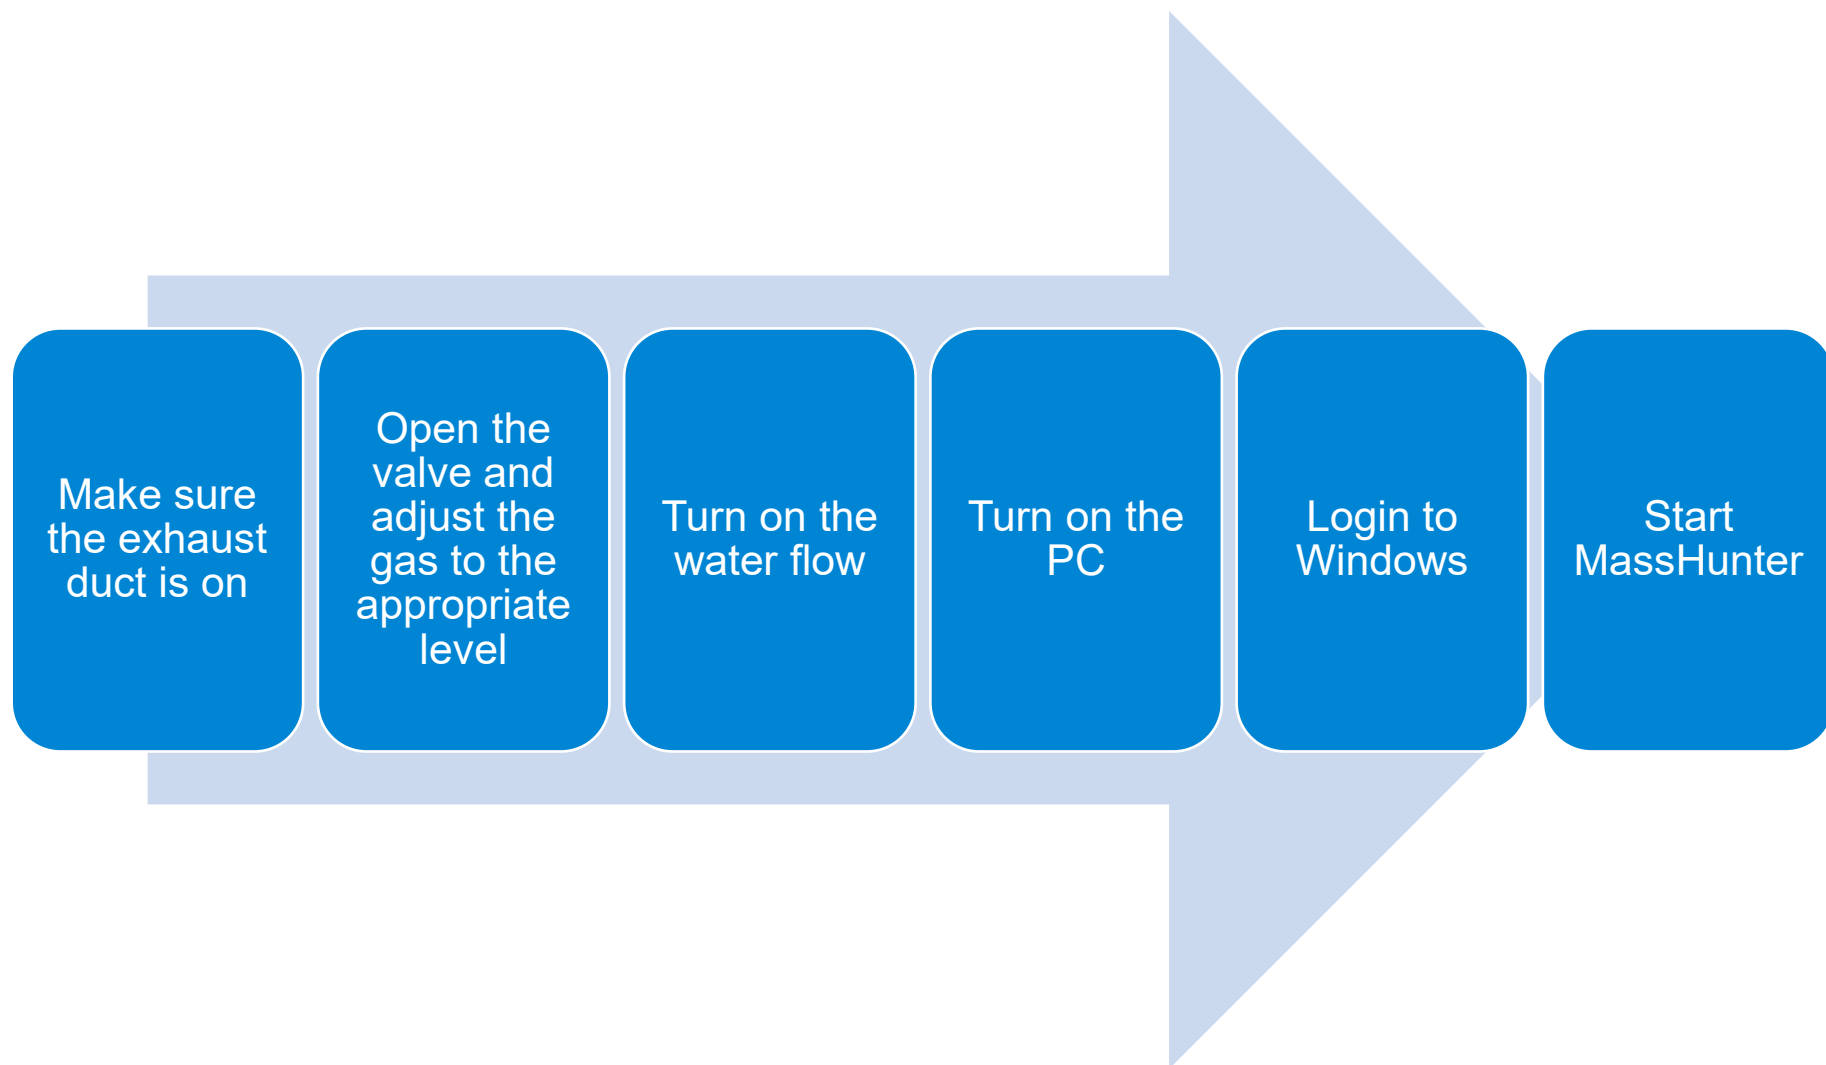 Make sure
the exhaust
duct is on
Open the
valve and
adjust the
gas to the
appropriate
level
Turn on the
water flow
Turn on the
PC
Login to
Windows
Start
MassHunter